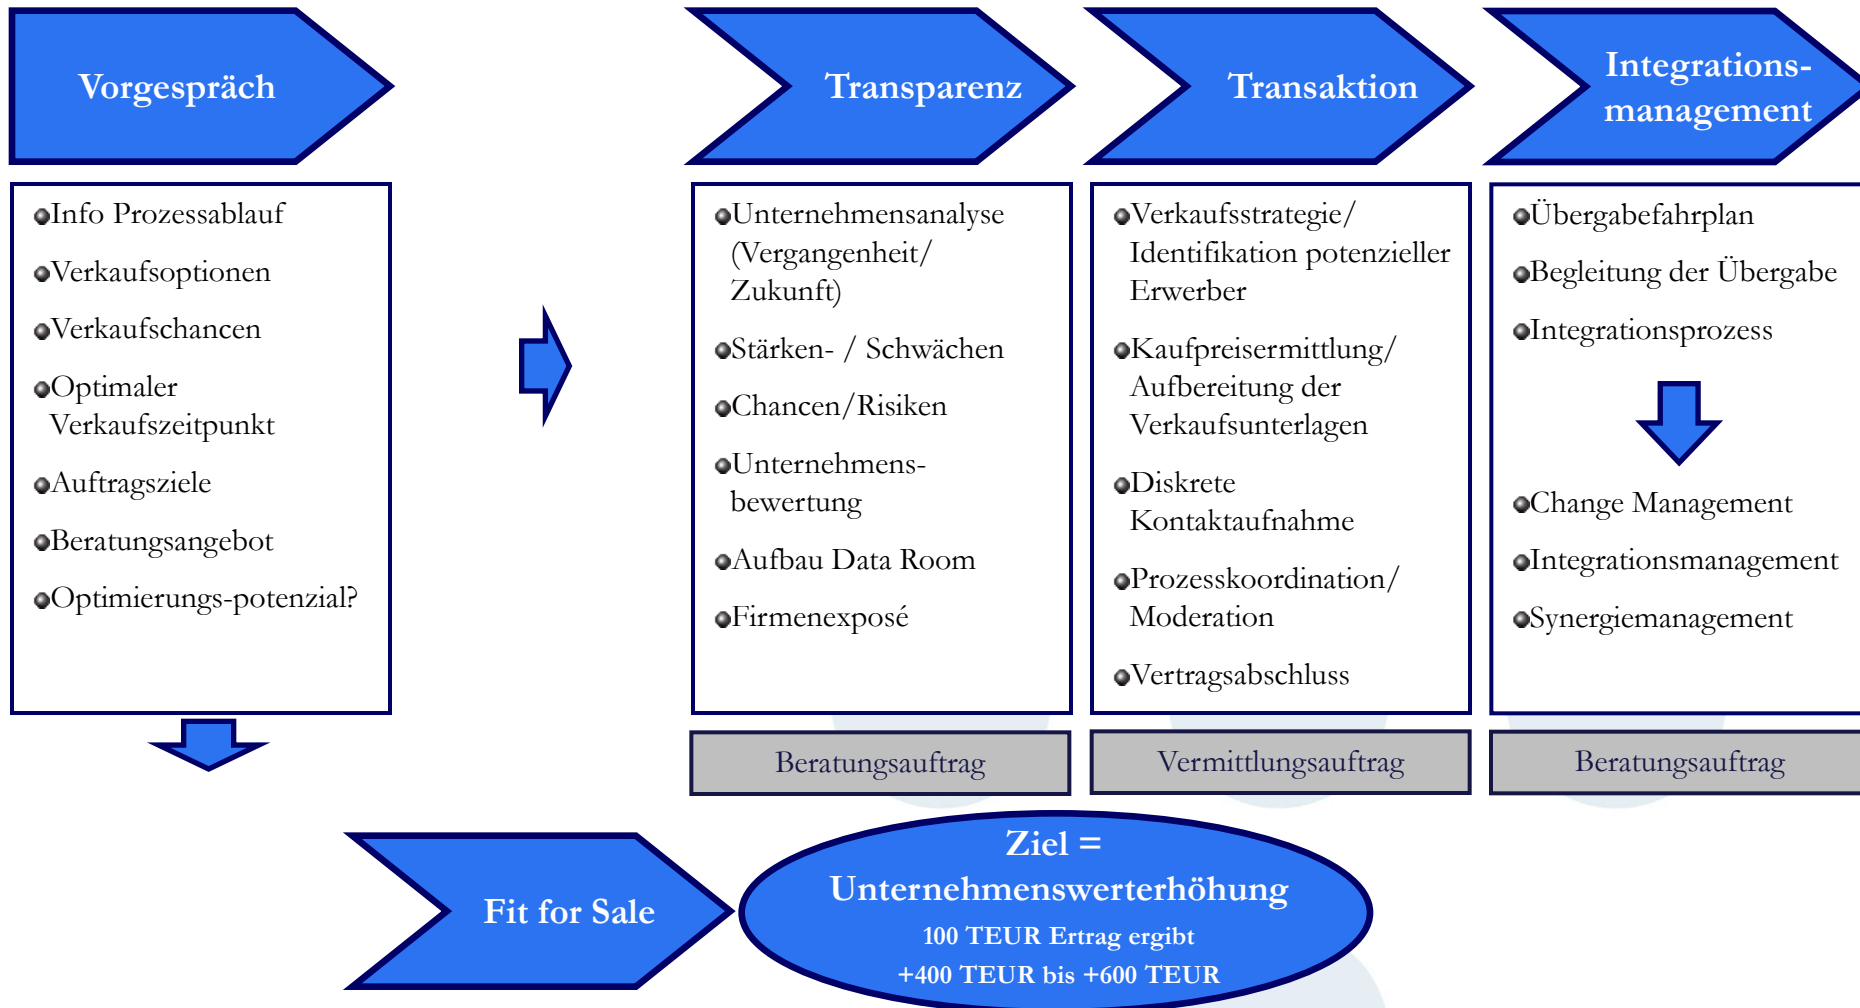 Vorgespräch
Info Prozessablauf
Verkaufsoptionen
Verkaufschancen
Optimaler
Verkaufszeitpunkt
Auftragsziele
Beratungsangebot
Optimierungs-potenzial?
Transparenz
Unternehmensanalyse
(Vergangenheit/
Zukunft)
Stärken- / Schwächen
Chancen/Risiken
Unternehmens-
bewertung
Aufbau Data Room
Firmenexposé
Beratungsauftrag
Transaktion
Verkaufsstrategie/
Identifikation potenzieller
Erwerber
Kaufpreisermittlung/
Aufbereitung der
Verkaufsunterlagen
Diskrete
Kontaktaufnahme
Prozesskoordination/
Moderation
Vertragsabschluss
Vermittlungsauftrag
Integrations-
management
Übergabefahrplan
Begleitung der Übergabe
Integrationsprozess
Change Management
Integrationsmanagement
Synergiemanagement
Beratungsauftrag
Fit for Sale
Ziel =
Unternehmenswerterhöhung
100 TEUR Ertrag ergibt
+400 TEUR bis +600 TEUR